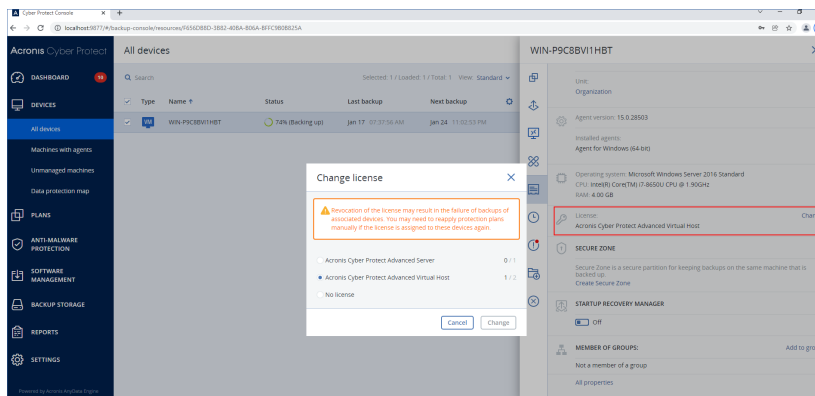 Cyber Protect Console
localhost:9877/#/backup-console/resources/F656D88D-3B82-40BA-806A-BFFC9B0B825A
Acronis Cyber Protect
All devices
WIN-P9C8BVI1HBT
DASHBOARD
10
DEVICES
All devices
Machines with agents
Unmanaged machines
Data protection map
PLANS
ANTI-MALWARE
PROTECTION
SOFTWARE
MANAGEMENT
BACKUP STORAGE
REPORTS
SETTINGS
Powered by Acronis AnyData Engine
Search
Selected: 1 / Loaded: 1 / Total: 1 View: Standard
Type Name Status Last backup Next backup
VM WIN-P9C8BVI1HBT 74% (Backing up) Jan 17 07:37:56 AM Jan 24 11:02:53 PM
Change license
Revocation of the license may result in the failure of backups of
associated devices. You may need to reapply protection plans
manually if the license is assigned to these devices again.
Acronis Cyber Protect Advanced Server 0 / 1
Acronis Cyber Protect Advanced Virtual Host 1 / 2
No license
Cancel Change
Unit:
Organization
Agent version: 15.0.28503
Installed agents:
Agent for Windows (64-bit)
Operating system: Microsoft Windows Server 2016 Standard
CPU: Intel(R) Core(TM) i7-8650U CPU @ 1.90GHz
RAM: 4.00 GB
License Chan
Acronis Cyber Protect Advanced Virtual Host
SECURE ZONE
Secure Zone is a secure partition for keeping backups on the same machine that is
backed up.
Create Secure Zone
STARTUP RECOVERY MANAGER
Off
MEMBER OF GROUPS: Add to gro
Not a member of a group
All properties